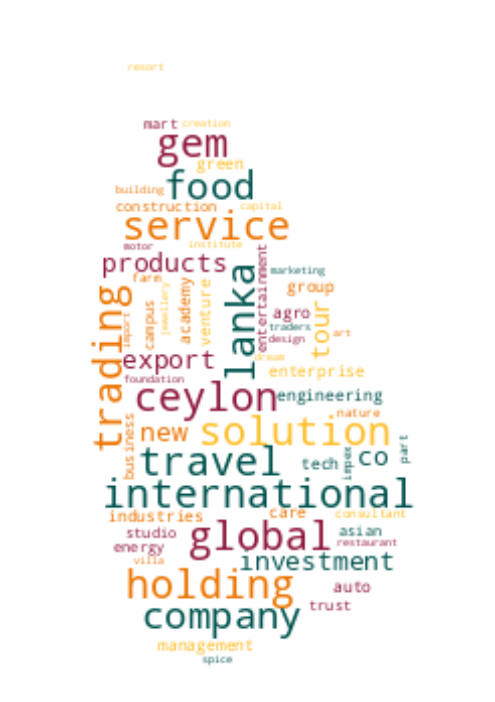 resort
mart creation
gem
green
food
building
construction capital
service
motor institute
products
entertainment
marketing
farm
group
trading
import
campus
jewellery
academy
venture
lanka
agro
traders
design
tour
art
export
dream
enterprise
foundation
ceylon
engineering
nature
business
new
solution
travel
tech
impex
co
part
international
industries
care
consultant
studio
global
asian
energy
restaurant
villa
investment
holding
auto
company
trust
management
spice